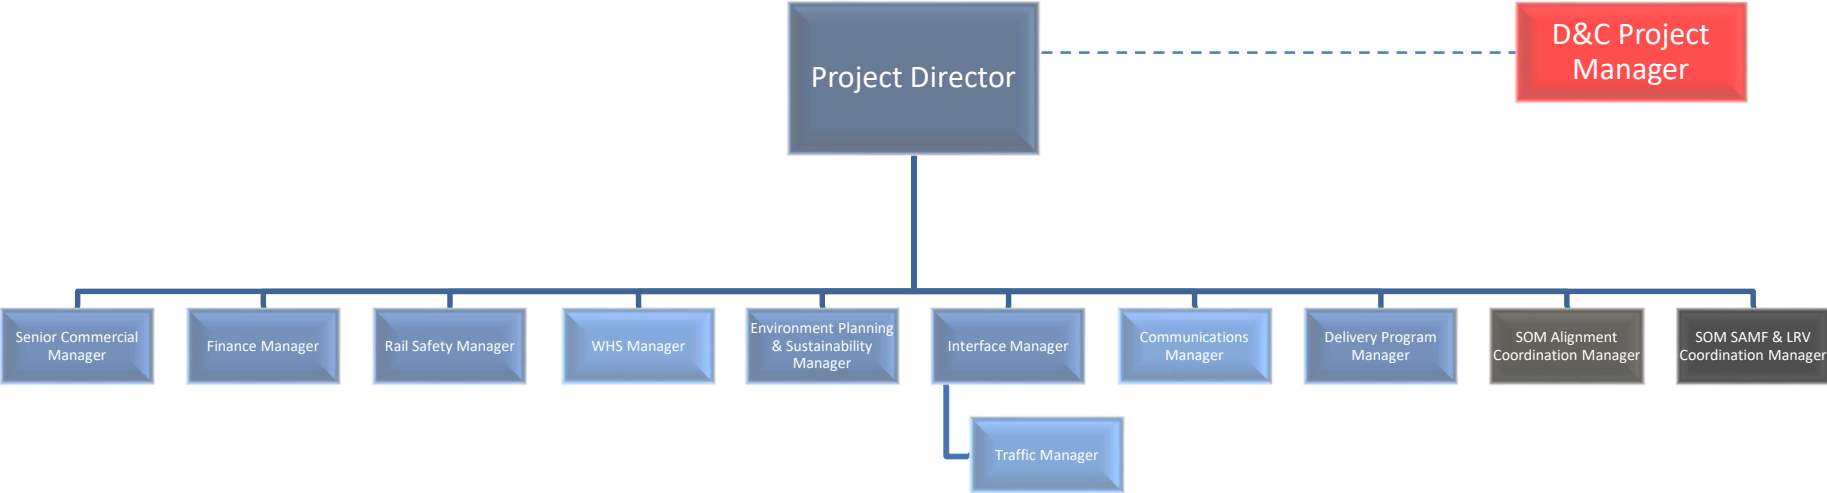 Project Director
D&C Project
Manager
Senior Commercial
Manager
Finance Manager
Rail Safety Manager
WHS Manager
Environment Planning
& Sustainability
Manager
Interface Manager
Communications
Manager
Delivery Program
Manager
SOM Alignment
Coordination Manager
SOM SAMF & LRV
Coordination Manager
Traffic Manager